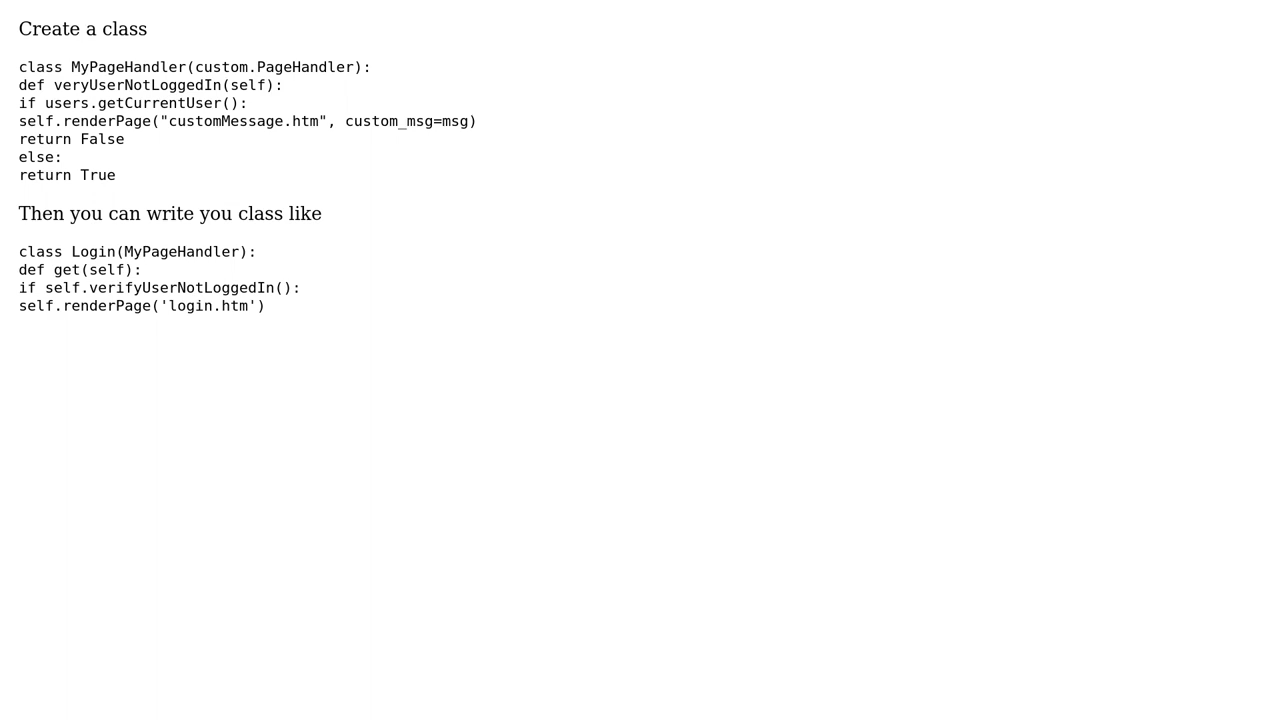 Create a class
class MyPageHandler(custom.PageHandler):
def veryUserNotLoggedIn(self):
if users.getCurrentUser():
self.renderPage("customMessage.htm", custom_msg=msg)
return False
else:
return True
Then you can write you class like
class Login(MyPageHandler):
def get(self):
if self.verifyUserNotLoggedIn():
self.renderPage('login.htm')